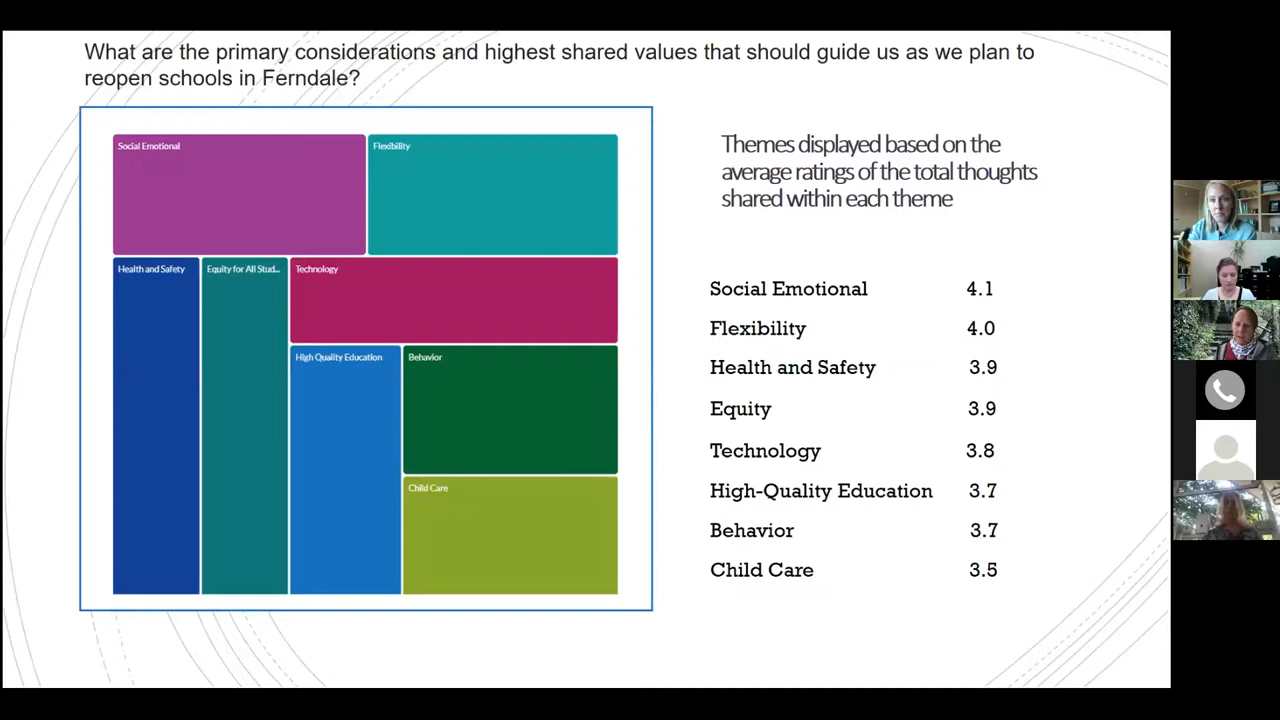 What are the primary considerations and highest shared values that should guide us as we plan to
reopen schools in Ferndale?
Social Emotional
Flexibility
Health and Safety
Equity for All Stud...
Technology
High Quality Education
Behavior
Child Care
Themes displayed based on the
average ratings of the total thoughts
shared within each theme
Social Emotional 4.1
Flexibility 4.0
Health and Safety 3.9
Equity 3.9
Technology 3.8
High-Quality Education 3.7
Behavior 3.7
Child Care 3.5